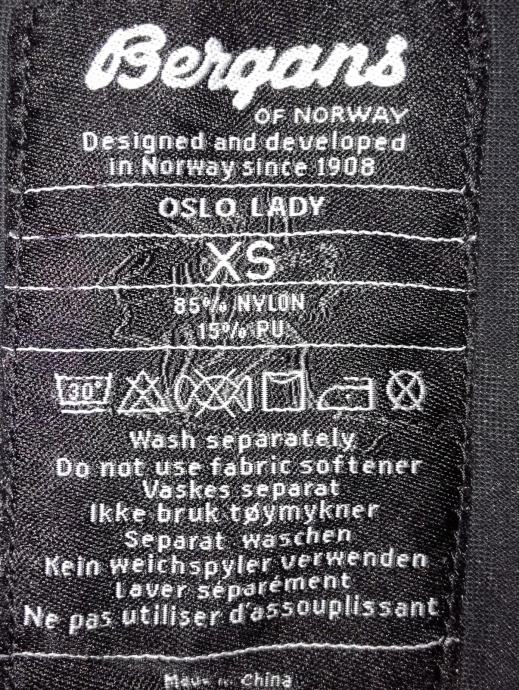 Bergans
OF NORWAY
Designed and developed
in Norway since 1908
OSLO LADY
XS
85% NYLON
15% PU
30°
Wash separately
Do not use fabric softener
Vaskes separat
Ikke bruk tøymykner
Separat waschen
Kein weichspyler verwenden
Laver séparément
Ne pas utiliser d'assouplissant
Made in China